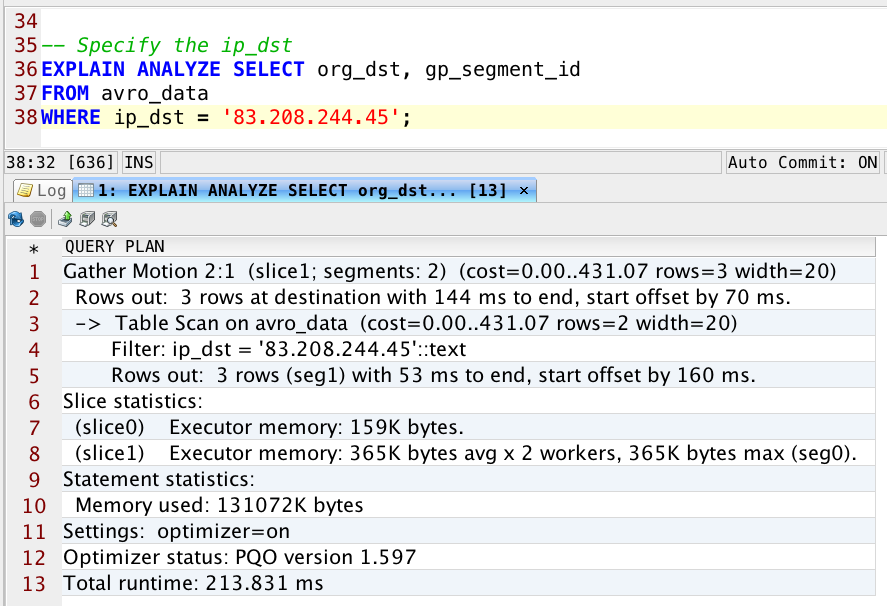 34
35 -- Specify the ip_dst
36 EXPLAIN ANALYZE SELECT org_dst, gp_segment_id
37 FROM avro_data
38 WHERE ip_dst = '83.208.244.45';
38:32 [636] INS Auto Commit: ON
Log 1: EXPLAIN ANALYZE SELECT org_dst... [13] ×
* QUERY PLAN
1 Gather Motion 2:1 (slice1; segments: 2) (cost=0.00..431.07 rows=3 width=20)
2 Rows out: 3 rows at destination with 144 ms to end, start offset by 70 ms.
3 -> Table Scan on avro_data (cost=0.00..431.07 rows=2 width=20)
4 Filter: ip_dst = '83.208.244.45'::text
5 Rows out: 3 rows (seg1) with 53 ms to end, start offset by 160 ms.
6 Slice statistics:
7 (slice0) Executor memory: 159K bytes.
8 (slice1) Executor memory: 365K bytes avg x 2 workers, 365K bytes max (seg0).
9 Statement statistics:
10 Memory used: 131072K bytes
11 Settings: optimizer=on
12 Optimizer status: PQO version 1.597
13 Total runtime: 213.831 ms